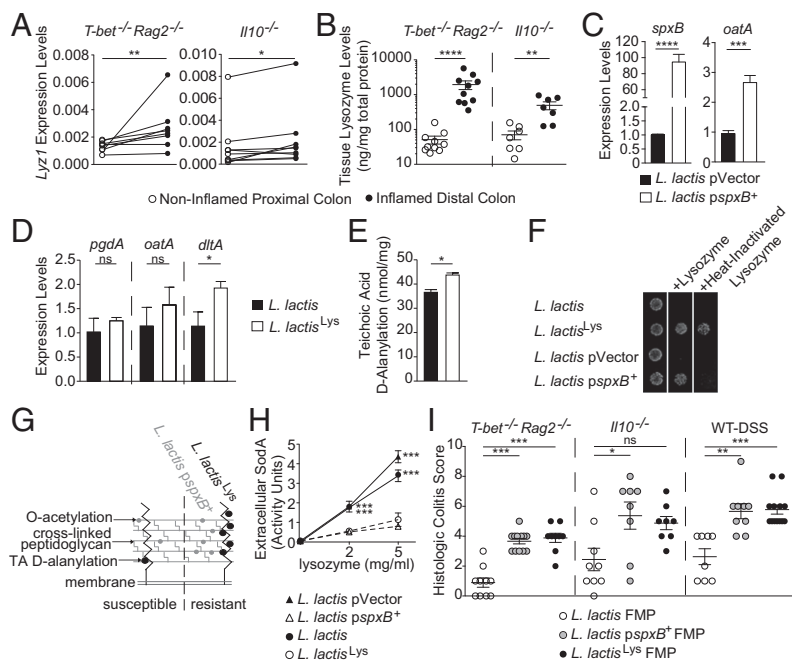 A
T-bet-/- Rag2-/-
Il10-/-
**
*
Lyz1 Expression Levels
0.010
0.008
0.006
0.004
0.002
0.000
0.010
0.008
0.006
0.004
0.002
0.000
B
T-bet-/- Rag2-/-
Il10-/-
****
**
Tissue Lysozyme Levels
(ng/mg total protein)
10000
1000
100
10
○Non-Inflamed Proximal Colon ●Inflamed Distal Colon
C
spxB
oatA
****
***
Expression Levels
120
100
80
60
40
20
2.0
1.0
0.0
4
3
2
1
0
L. lactis pVector
L. lactis pspxB+
D
pgdA
oatA
dltA
ns
ns
*
Expression Levels
2.5
2.0
1.5
1.0
0.5
0.0
L. lactis
L. lactisLys
E
*
Teichoic Acid
D-Alanylation (nmol/mg)
50
40
30
20
10
0
F
+Lysozyme
+Heat-Inactivated
Lysozyme
L. lactis
L. lactisLys
L. lactis pVector
L. lactis pspxB+
G
L. lactis pspxB+
L. lactisLys
O-acetylation
cross-linked
peptidoglycan
TA D-alanylation
membrane
susceptible
resistant
H
Extracellular SodA
(Activity Units)
5
4
3
2
1
0
***
***
***
***
2
5
lysozyme (mg/ml)
▲ L. lactis pVector
△ L. lactis pspxB+
● L. lactis
○ L. lactisLys
I
T-bet-/- Rag2-/-
Il10-/-
WT-DSS
***
***
ns
*
***
**
Histologic Colitis Score
10
8
6
4
2
0
○ L. lactis FMP
● L. lactis pspxB+ FMP
● L. lactisLys FMP